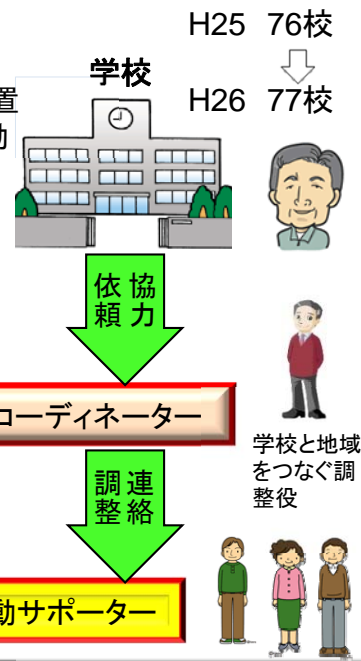 H25 76校
学校
置
H26 77校
動
協力
依頼
コーディネーター
学校と地域
をつなぐ調
整役
連絡
調整
動サポーター